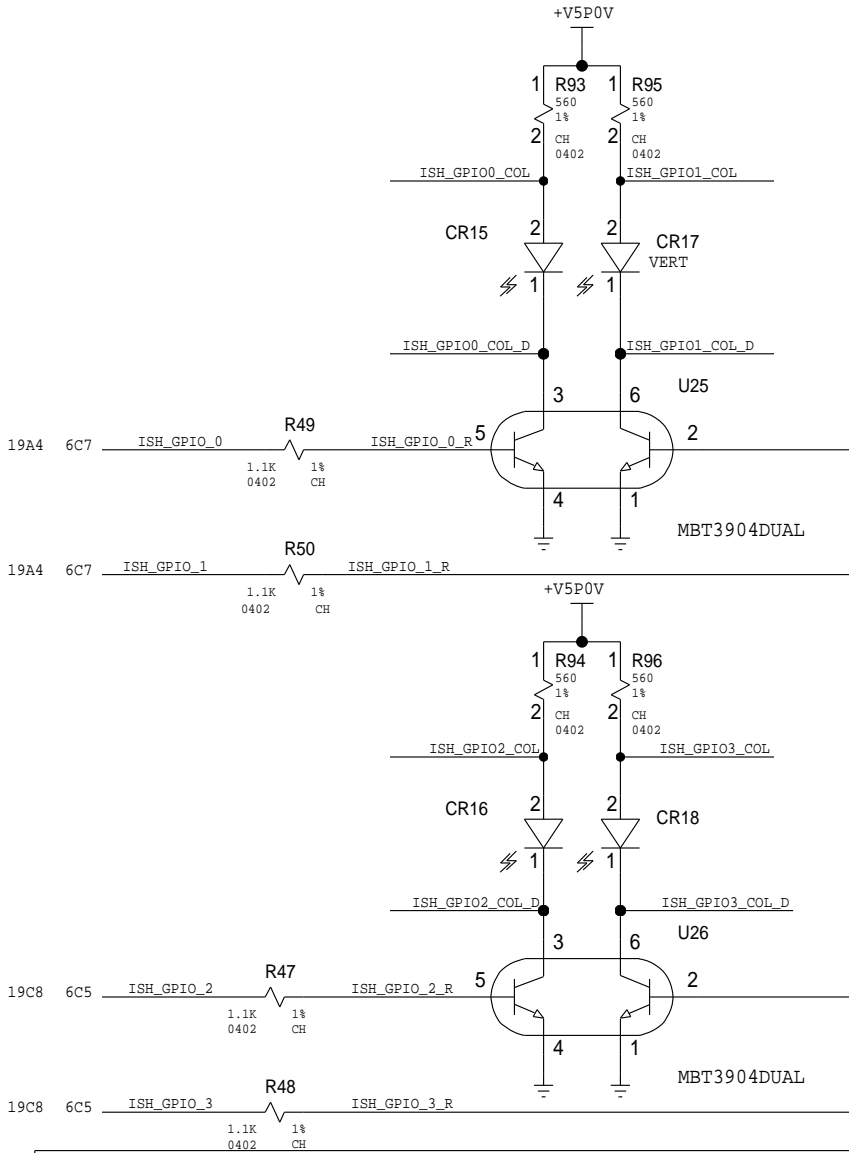 +V5P0V
1 R93 1 R95
560 560
1% 1%
2 CH 2 CH
0402 0402
ISH_GPIO0_COL ISH_GPIO1_COL
CR15 2 2 CR17
VERT
1 1
ISH_GPIO0_COL_D ISH_GPIO1_COL_D
3 6 U25
R49
19A4 6C7 ISH_GPIO_0 ISH_GPIO_0_R 5 2
1.1K 1%
0402 CH
4 1
MBT3904DUAL
R50
19A4 6C7 ISH_GPIO_1 ISH_GPIO_1_R
1.1K 1%
0402 CH
+V5P0V
1 R94 1 R96
560 560
1% 1%
2 CH 2 CH
0402 0402
ISH_GPIO2_COL ISH_GPIO3_COL
CR16 2 2 CR18
1 1
ISH_GPIO2_COL_D ISH_GPIO3_COL_D
3 6 U26
R47
19C8 6C5 ISH_GPIO_2 ISH_GPIO_2_R 5 2
1.1K 1%
0402 CH
4 1
MBT3904DUAL
R48
19C8 6C5 ISH_GPIO_3 ISH_GPIO_3_R
1.1K 1%
0402 CH